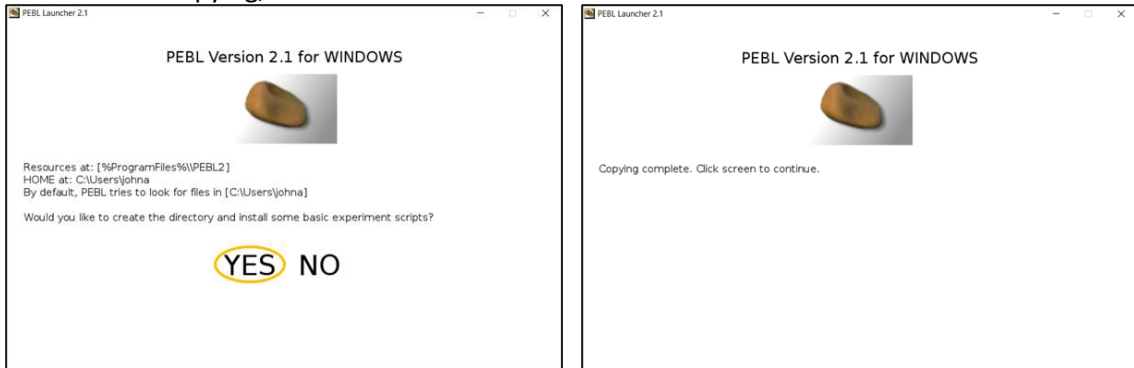 PEBL Launcher 2.1
PEBL Version 2.1 for WINDOWS
Resources at: [%ProgramFiles%\\PEBL2]
HOME at: C:\Users\johna
By default, PEBL tries to look for files in [C:\Users\johna]
Would you like to create the directory and install some basic experiment scripts?
YES NO
PEBL Launcher 2.1
PEBL Version 2.1 for WINDOWS
Copying complete. Click screen to continue.